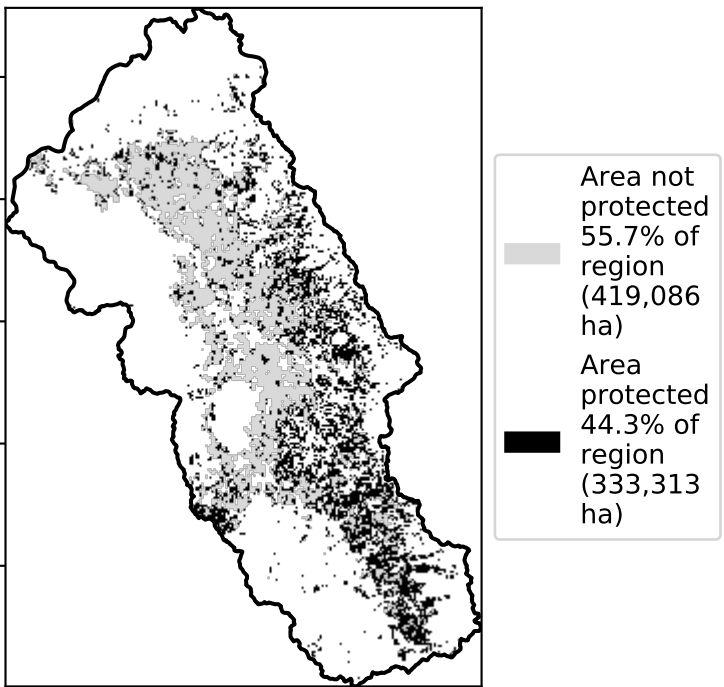 Area not
protected
55.7% of
region
(419,086
ha)
Area
protected
44.3% of
region
(333,313
ha)